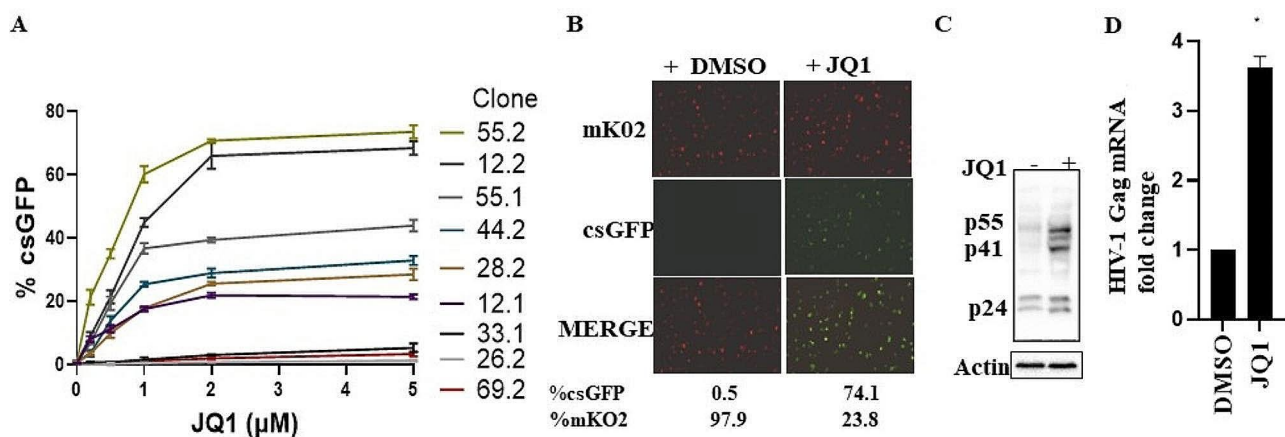 A
% csGFP
80
60
40
20
0
0
1
2
3
4
5
JQ1 (µM)
Clone
55.2
12.2
55.1
44.2
28.2
12.1
33.1
26.2
69.2
B
+ DMSO
+ JQ1
mK02
csGFP
MERGE
%csGFP 0.5 74.1
%mKO2 97.9 23.8
C
JQ1 - +
p55
p41
p24
Actin
D
HIV-1 Gag mRNA
fold change
4
3
2
1
0
*
DMSO
JQ1